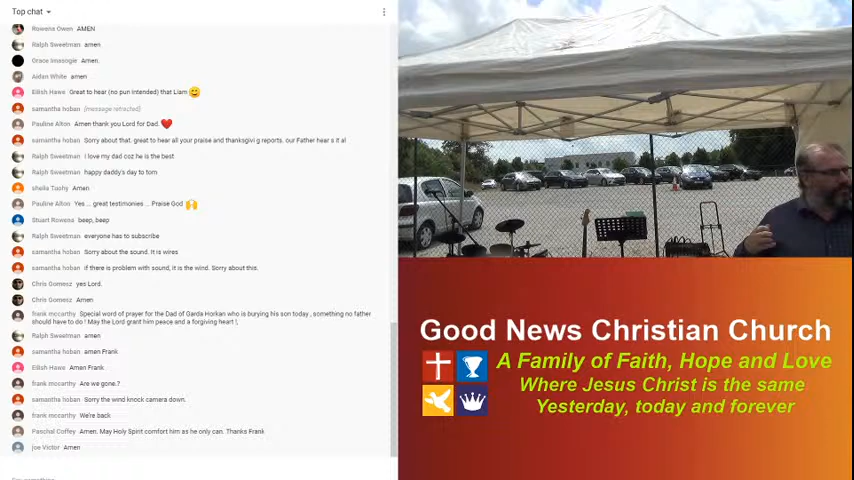 Top chat
Rowena Owen AMEN
Ralph Sweetman amen
Grace Imasogie Amen.
Aidan White amen
Eilish Hawe Great to hear (no pun intended) that Liam
samantha hoban [message retracted]
Pauline Alton Amen thank you Lord for Dad.
samantha hoban Sorry about that. great to hear all your praise and thanksgivi g reports. our Father hear s it al
Ralph Sweetman I love my dad coz he is the best
Ralph Sweetman happy daddy's day to tom
sheila Tuohy Amen
Pauline Alton Yes ... great testimonies ... Praise God
Stuart Rowena beep, beep
Ralph Sweetman everyone has to subscribe
samantha hoban Sorry about the sound. It is wires
samantha hoban if there is problem with sound, it is the wind. Sorry about this.
Chris Gomesz yes Lord.
Chris Gomesz Amen
frank mccarthy Special word of prayer for the Dad of Garda Horkan who is burying his son today , something no father
should have to do ! May the Lord grant him peace and a forgiving heart !,
Ralph Sweetman amen
samantha hoban amen Frank
Eilish Hawe Amen Frank
frank mccarthy Are we gone.?
samantha hoban Sorry the wind knock camera down.
frank mccarthy We're back
Paschal Coffey Amen. May Holy Spirit comfort him as he only can. Thanks Frank
Joe Victor Amen
Good News Christian Church
A Family of Faith, Hope and Love
Where Jesus Christ is the same
Yesterday, today and forever